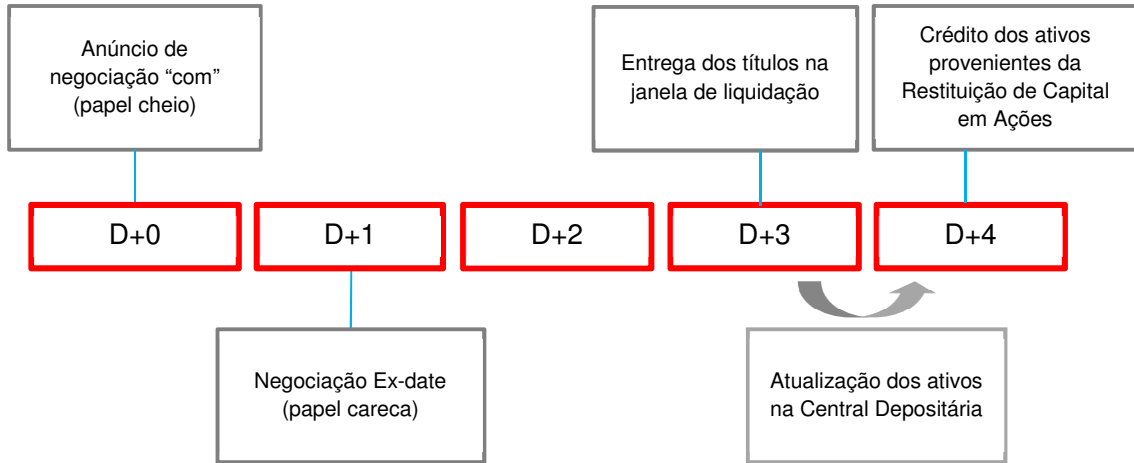 Anúncio de
negociação “com”
(papel cheio)
Entrega dos títulos na
janela de liquidação
Crédito dos ativos
provenientes da
Restituição de Capital
em Ações
D+0
D+1
D+2
D+3
D+4
Negociação Ex-date
(papel careca)
Atualização dos ativos
na Central Depositária